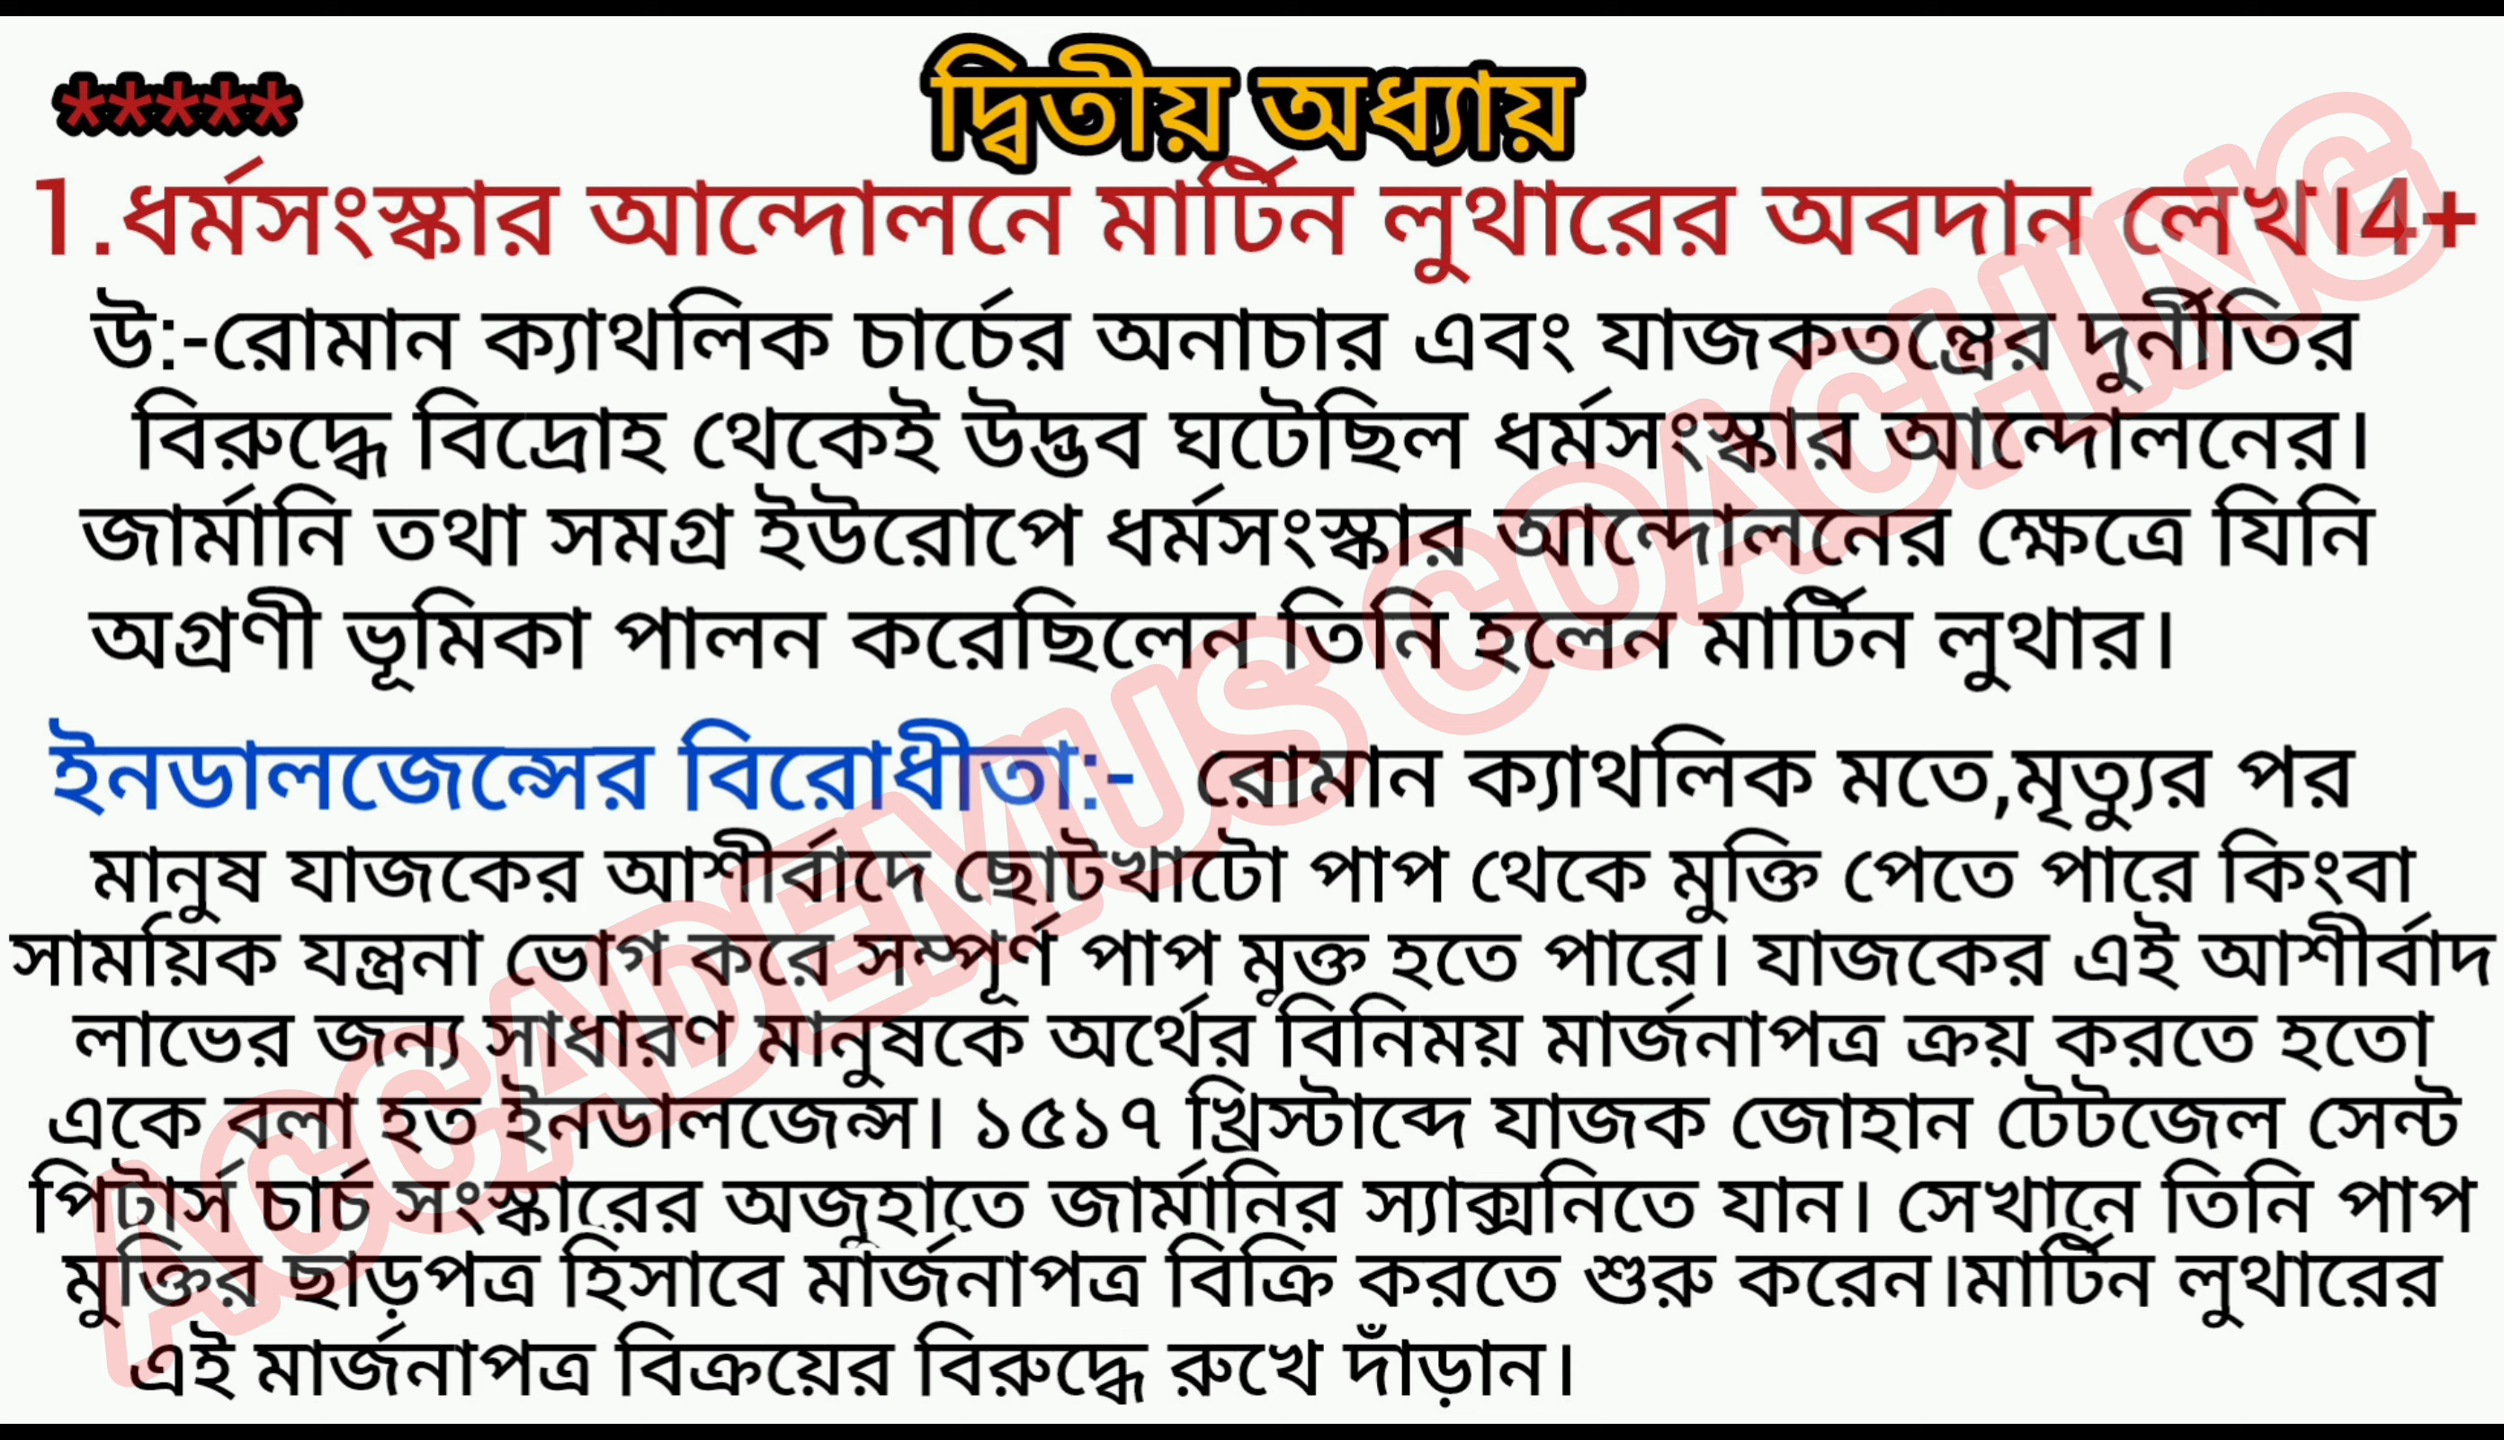 *****
দ্বিতীয় অধ্যায়
1.ধর্মসংস্কার আন্দোলনে মার্টিন লুথারের অবদান লেখ।4+
উ:-রোমান ক্যাথলিক চার্চের অনাচার এবং যাজকতন্ত্রের দুর্নীতির
বিরুদ্ধে বিদ্রোহ থেকেই উদ্ভব ঘটেছিল ধর্মসংস্কার আন্দোলনের।
জার্মানি তথা সমগ্র ইউরোপে ধর্মসংস্কার আন্দোলনের ক্ষেত্রে যিনি
অগ্রণী ভূমিকা পালন করেছিলেন তিনি হলেন মার্টিন লুথার।
ইনডালজেন্সের বিরোধীতা:- রোমান ক্যাথলিক মতে,মৃত্যুর পর
মানুষ যাজকের আশীর্বাদে ছোটখাটো পাপ থেকে মুক্তি পেতে পারে কিংবা
সাময়িক যন্ত্রনা ভোগ করে সম্পূর্ণ পাপ মুক্ত হতে পারে। যাজকের এই আশীর্বাদ
লাভের জন্য সাধারণ মানুষকে অর্থের বিনিময় মার্জনাপত্র ক্রয় করতে হতো
একে বলা হত ইনডালজেন্স। ১৫১৭ খ্রিস্টাব্দে যাজক জোহান টেটজেল সেন্ট
পিটার্স চার্চ সংস্কারের অজুহাতে জার্মানির স্যাক্সনিতে যান। সেখানে তিনি পাপ
মুক্তির ছাড়পত্র হিসাবে মার্জনাপত্র বিক্রি করতে শুরু করেন।মার্টিন লুথারের
এই মার্জনাপত্র বিক্রয়ের বিরুদ্ধে রুখে দাঁড়ান।
ACCADEMUS COACHING